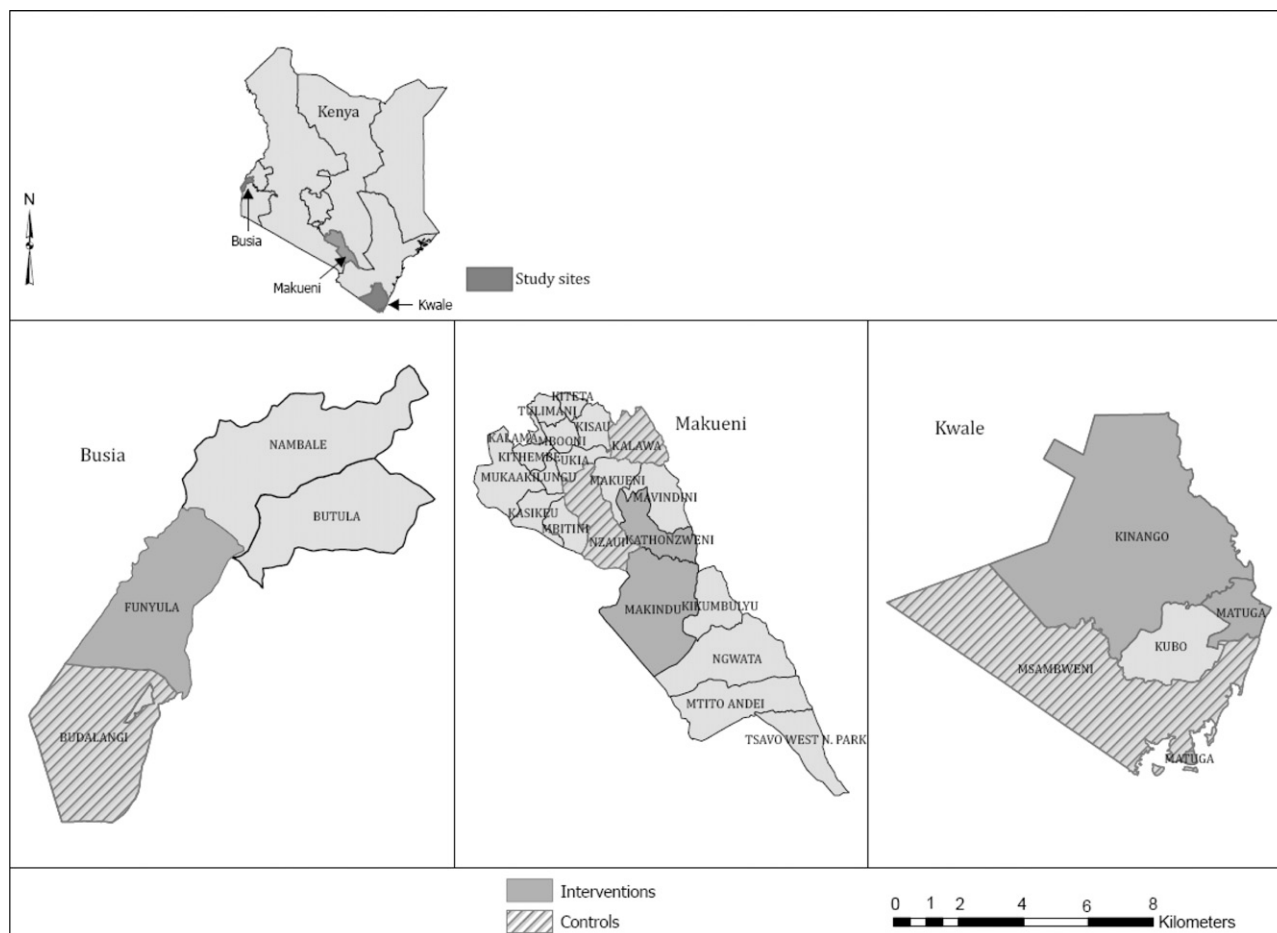 Kenya
N
Busia
Makueni
Study sites
Kwale
Busia
NAMBALE
BUTULA
FUNYULA
BUDALANGI
Makueni
KITETA
TULIMANI
KISAU
KALAMA
MBOONI
KALAWA
KITHEMBE
UKIA
MUKAA
KILUNGU
MAKUENI
MAVINDINI
KASIKEU
MBITINI
NZAUI
KATHONZWENI
MAKINDU
KIKUMBULYU
NGWATA
MTITO ANDEI
TSAVO WEST N. PARK
Kwale
KINANGO
MATUGA
KUBO
MSAMBWENI
MATUGA
Interventions
Controls
0 1 2 4 6 8
Kilometers